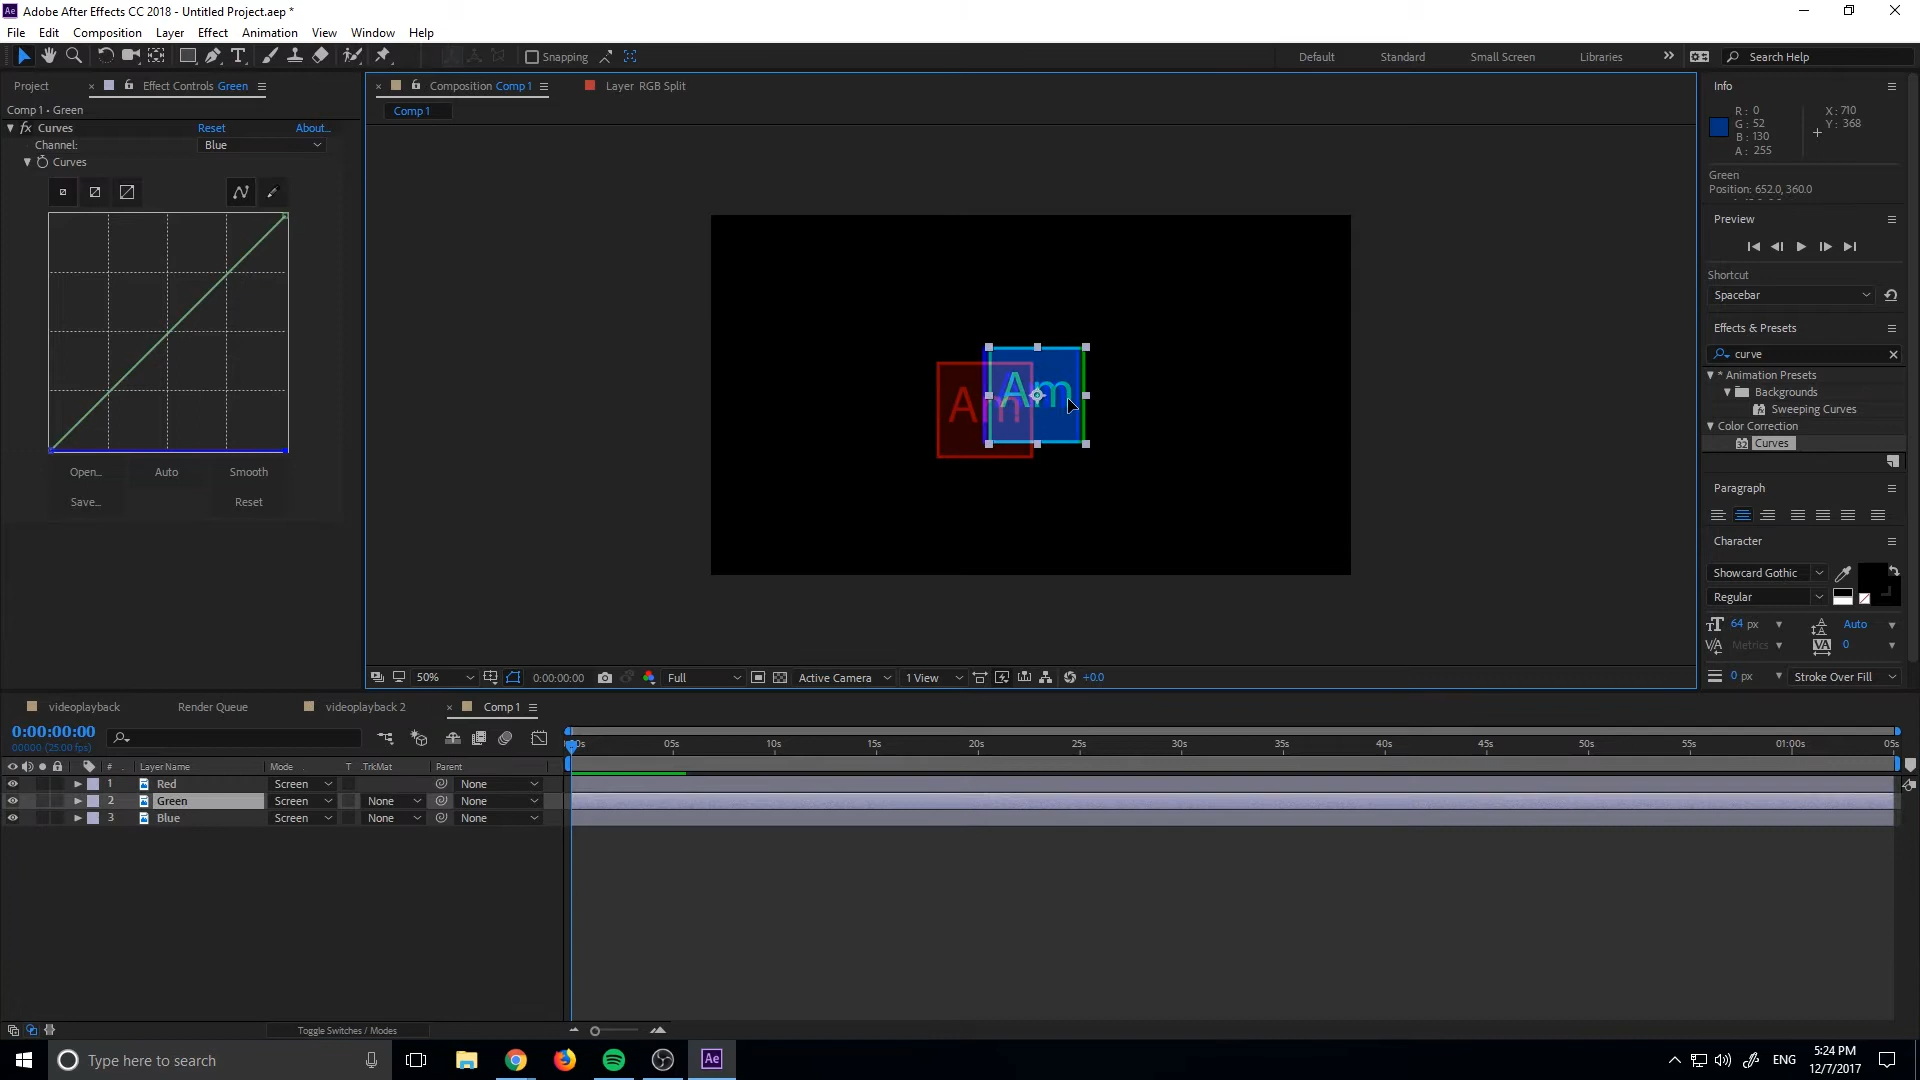 Adobe After Effects CC 2018 - Untitled Project.aep *
File Edit Composition Layer Effect Animation View Window Help
Snapping Default Standard Small Screen Libraries Search Help
Project Effect Controls Green
Comp 1 • Green
fx Curves Reset About...
Channel: Blue
Curves
Open... Auto Smooth
Save... Reset
Composition Comp 1 Layer RGB Split
Comp 1
Am
Am
50% 0:00:00:00 Full Active Camera 1 View +0.0
Info
R: 0 X: 710
G: 52 Y: 368
B: 130
A: 255
Green
Position: 652.0, 360.0
Preview
Shortcut
Spacebar
Effects & Presets
curve
* Animation Presets
Backgrounds
Sweeping Curves
Color Correction
32 Curves
Paragraph
Character
Showcard Gothic
Regular
64 px Auto
Metrics 0
0 px Stroke Over Fill
videoplayback Render Queue videoplayback 2 Comp 1
0:00:00:00
00000 (25.00 fps)
05s 10s 15s 20s 25s 30s 35s 40s 45s 50s 55s 01:00s 05s
# Layer Name Mode T .TrkMat Parent
1 Red Screen None
2 Green Screen None None
3 Blue Screen None None
Toggle Switches / Modes
Type here to search Ae ENG 5:24 PM
12/7/2017